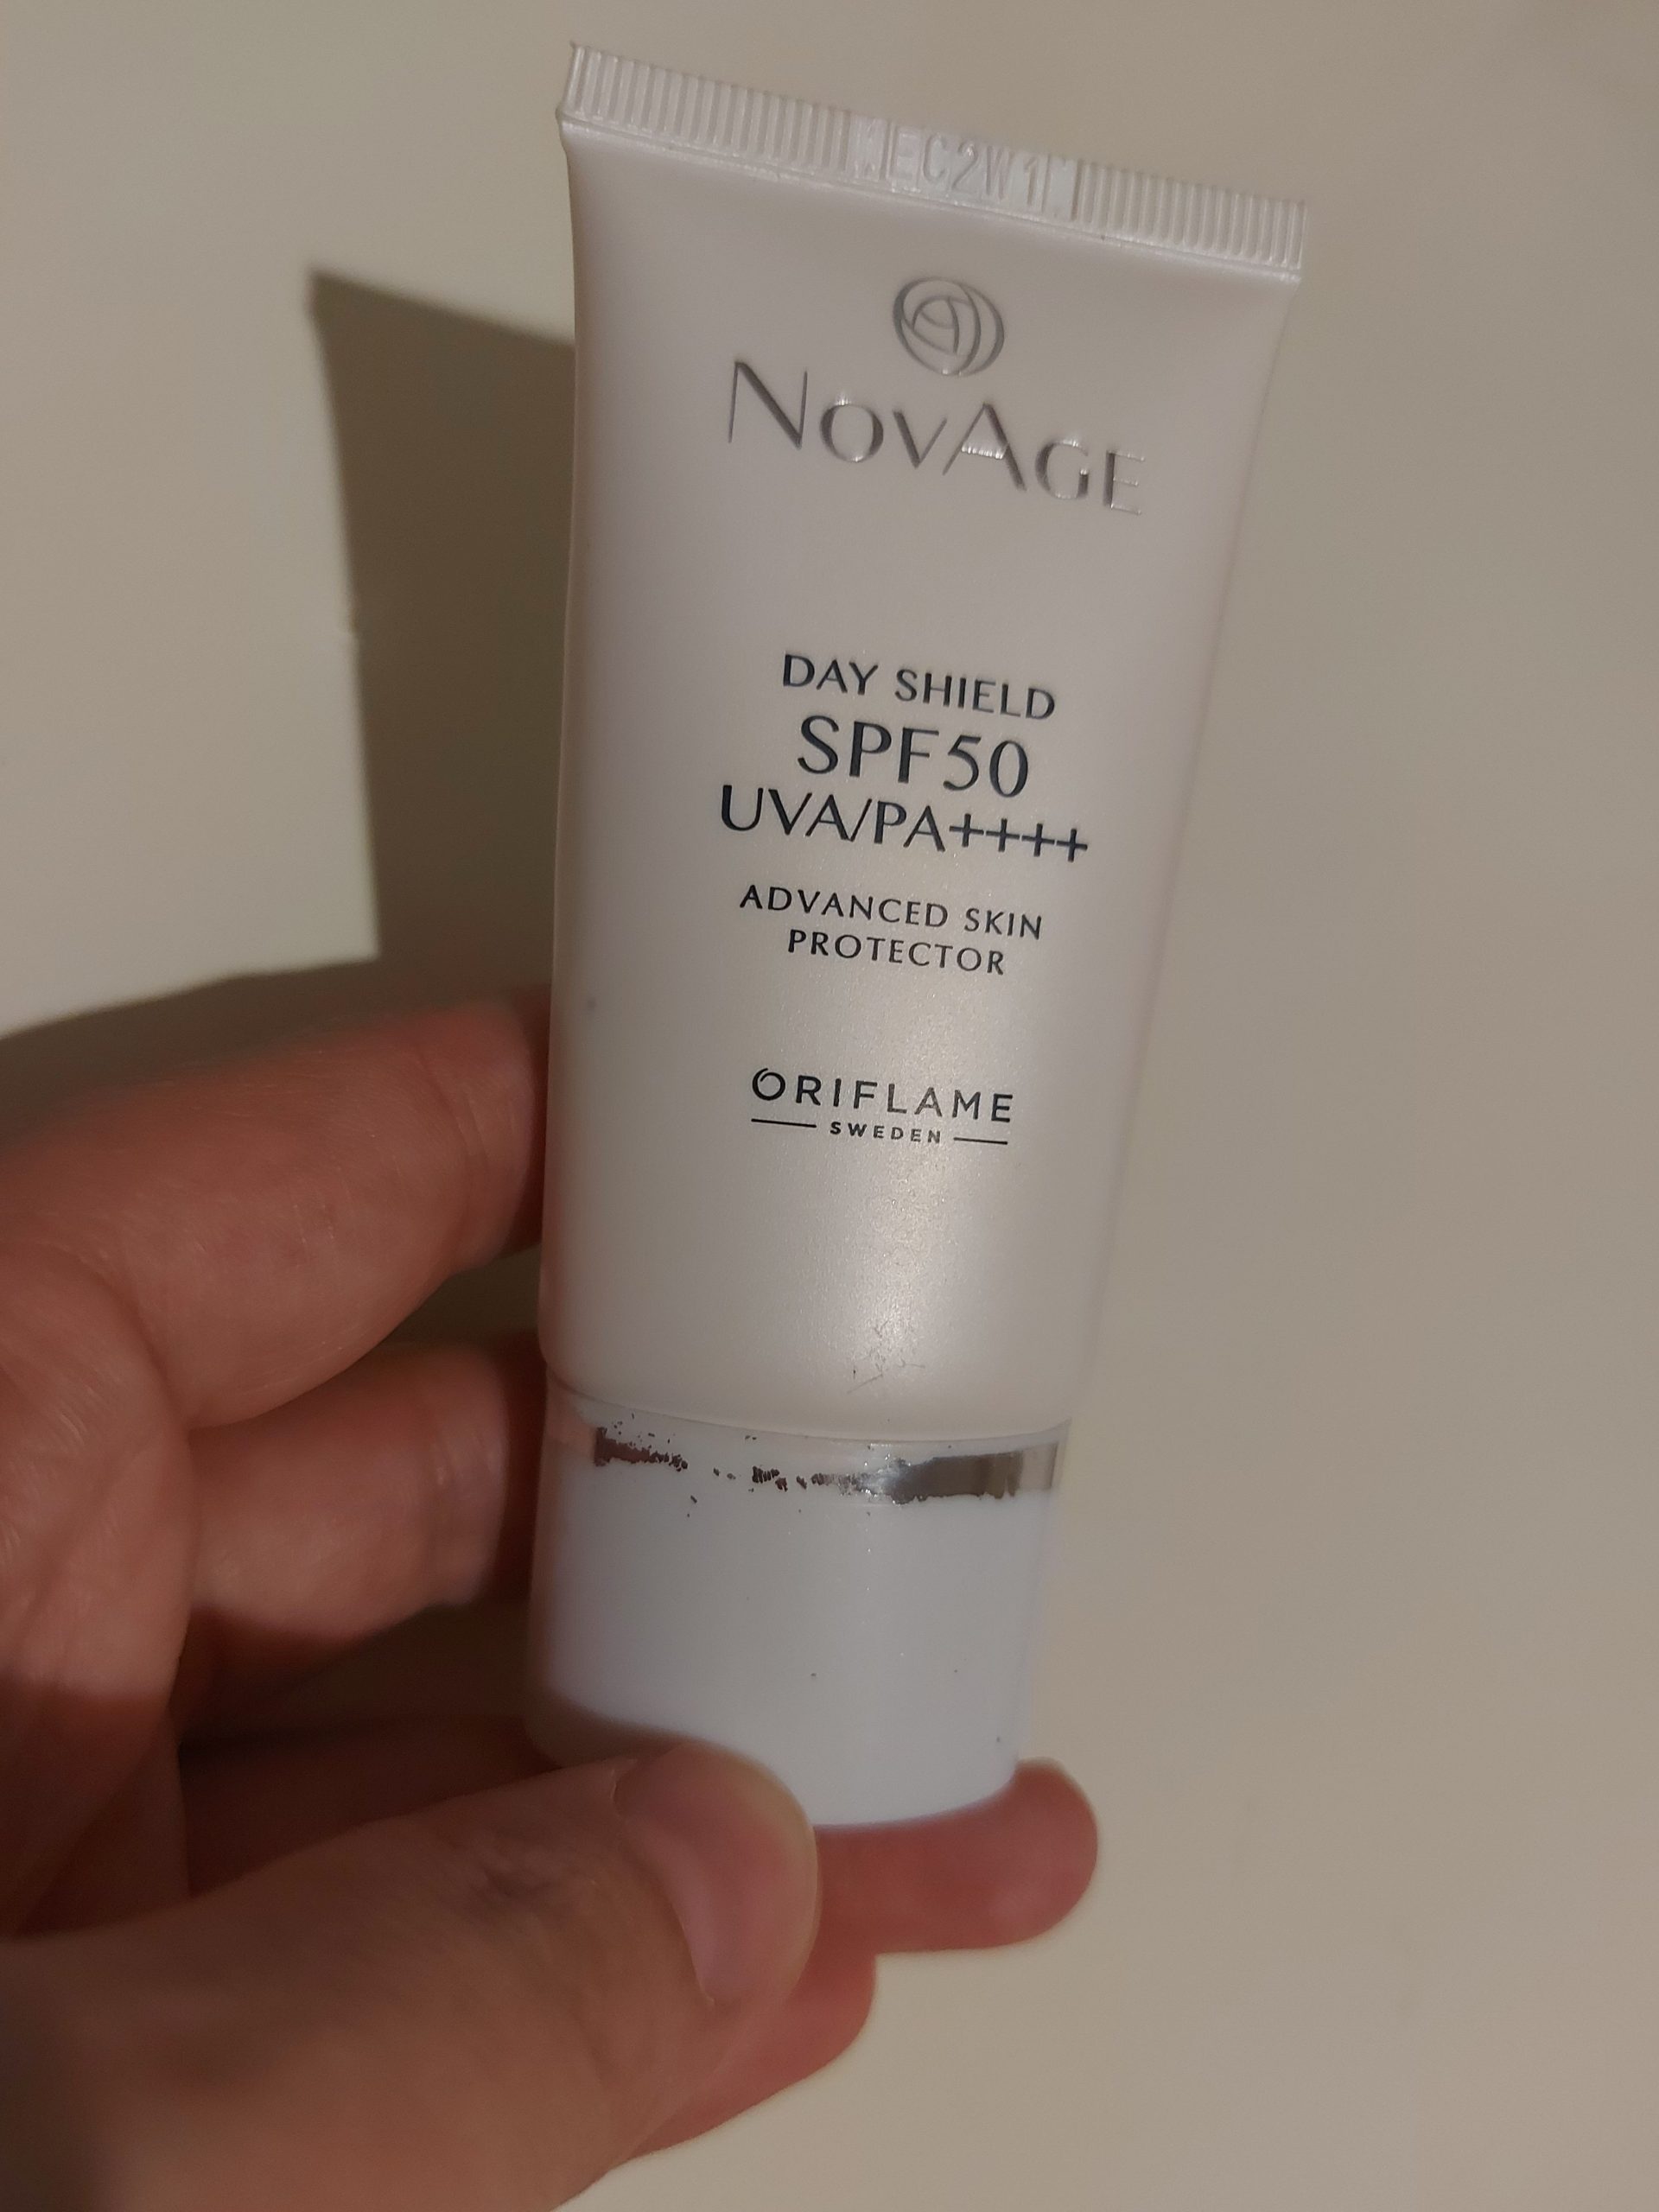 EC2W1
NOVAGE
DAY SHIELD
SPF50
UVA/PA++++
ADVANCED SKIN
PROTECTOR
ORIFLAME
SWEDEN